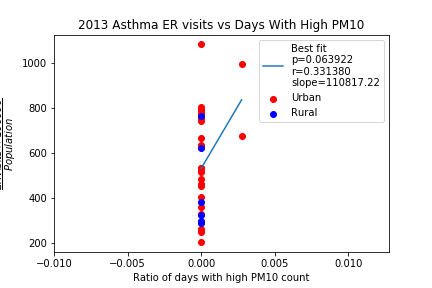 2013 Asthma ER visits vs Days With High PM10
Best fit
p=0.063922
r=0.331380
slope=110817.22
Urban
Rural
1000
800
600
400
200
Population
−0.010
−0.005
0.000
0.005
0.010
Ratio of days with high PM10 count